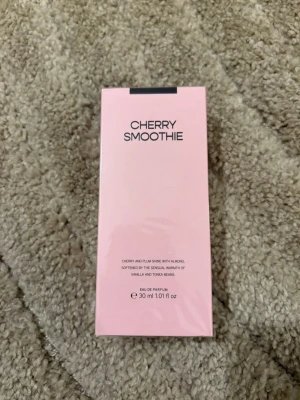 CHERRY
SMOOTHIE
CHERRY AND PLUM SHINE WITH ALMOND,
SOFTENED BY THE SENSUAL WARMTH OF
VANILLA AND TONKA BEANS.
EAU DE PARFUM
℮ 30 ml 1.01 fl oz